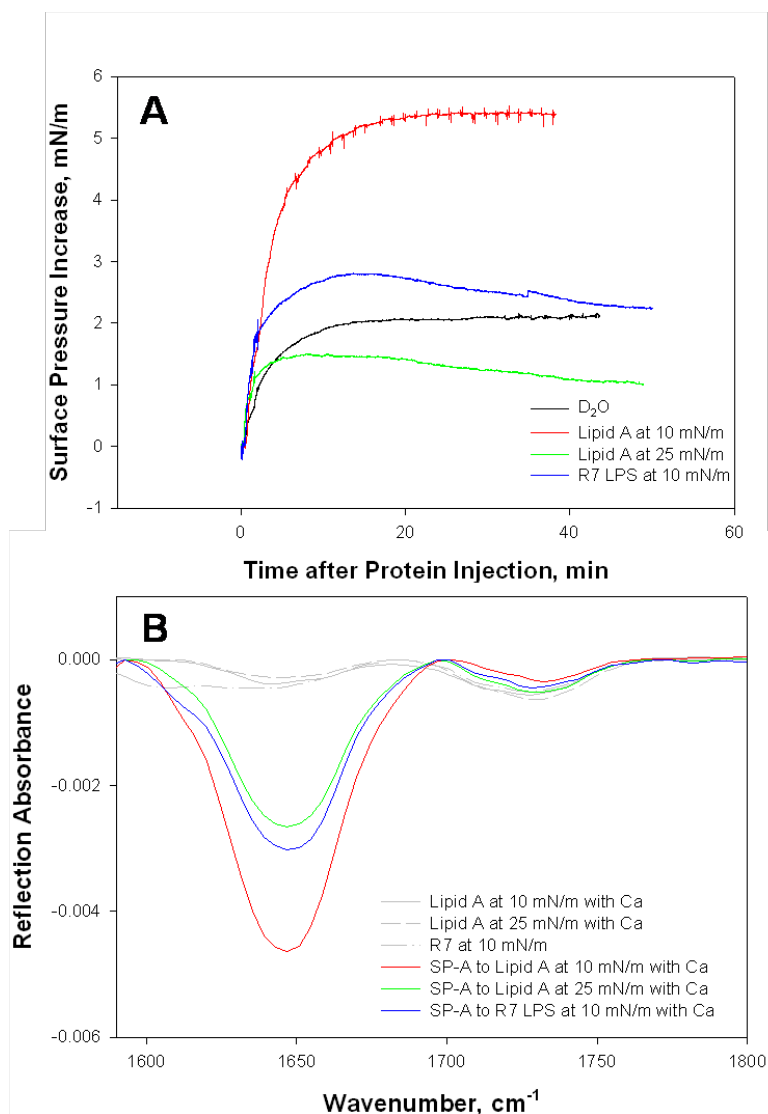 A
Surface Pressure Increase, mN/m
6
5
4
3
2
1
0
-1
D₂O
Lipid A at 10 mN/m
Lipid A at 25 mN/m
R7 LPS at 10 mN/m
0 20 40 60
Time after Protein Injection, min
B
Reflection Absorbance
0.000
-0.002
-0.004
-0.006
Lipid A at 10 mN/m with Ca
Lipid A at 25 mN/m with Ca
R7 at 10 mN/m
SP-A to Lipid A at 10 mN/m with Ca
SP-A to Lipid A at 25 mN/m with Ca
SP-A to R7 LPS at 10 mN/m with Ca
1600 1650 1700 1750 1800
Wavenumber, cm⁻¹